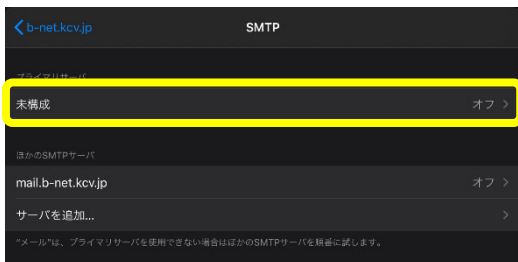 b-net.kcv.jp SMTP
プライマリサーバ
未構成 オフ
ほかのSMTPサーバ
mail.b-net.kcv.jp オフ
サーバを追加...
"メール"は、プライマリサーバを使用できない場合はほかのSMTPサーバを順番に試します。